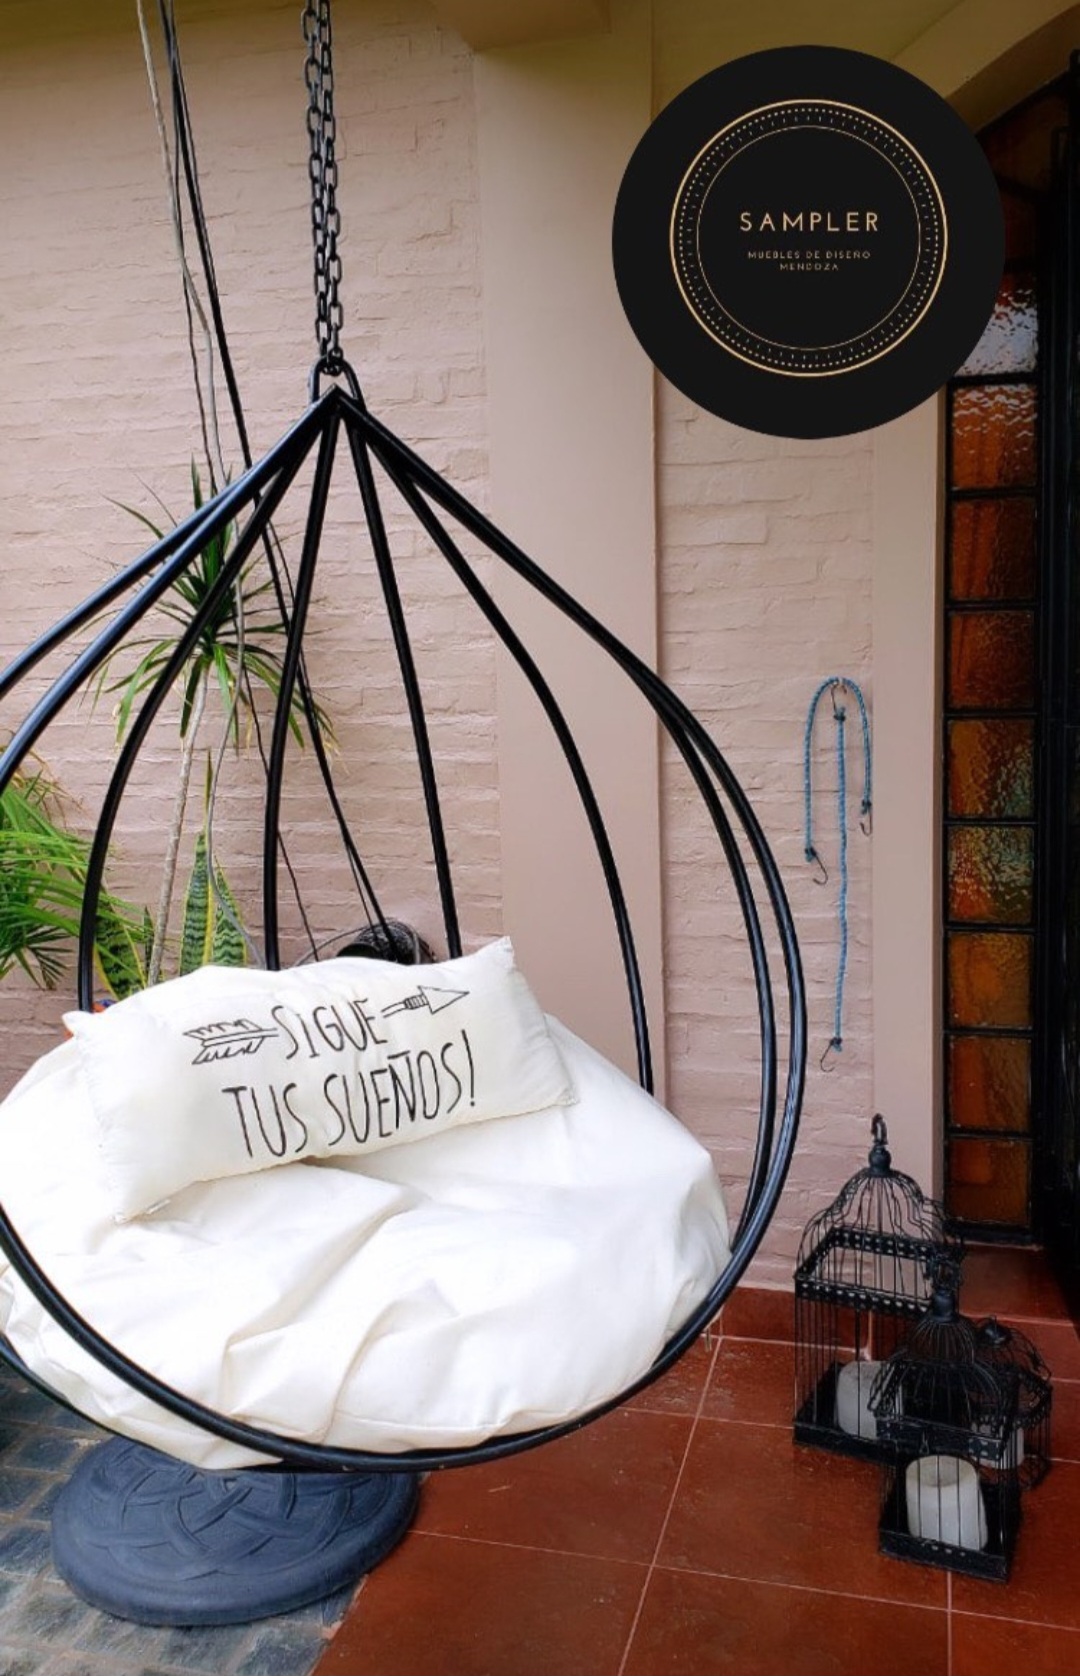 SAMPLER
MUEBLES DE DISEÑO
MENDOZA
SIGUE
TUS SUEÑOS!